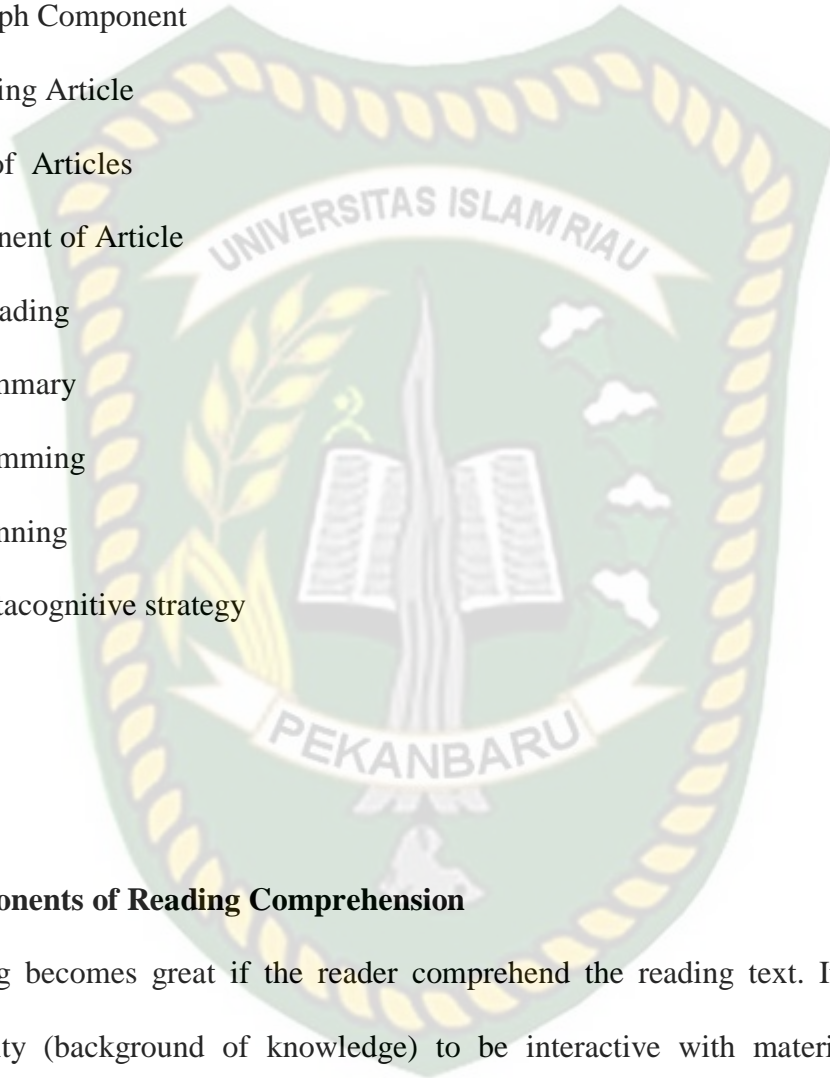 ph Component
ing Article
of Articles
nent of Article
ading
nmary
mming
nning
tacognitive strategy
UNIVERSITAS ISLAM RIAU
PEKANBARU
onents of Reading Comprehension
g becomes great if the reader comprehend the reading text. I
ity (background of knowledge) to be interactive with materi